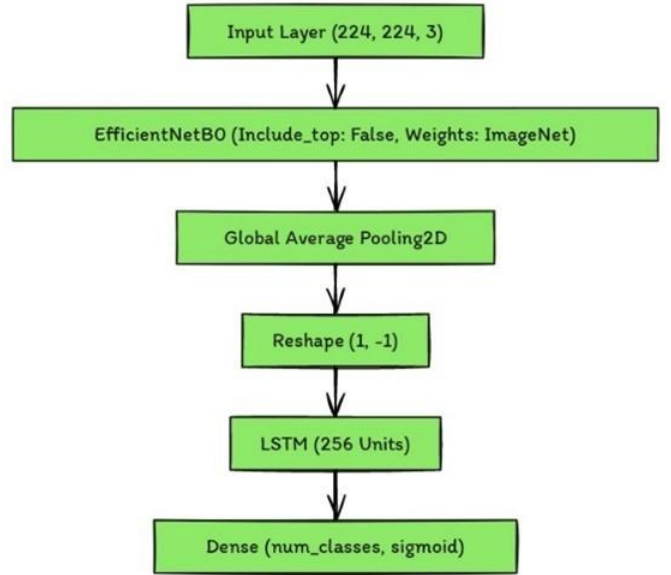 Input Layer (224, 224, 3)
EfficientNetB0 (Include_top: False, Weights: ImageNet)
Global Average Pooling2D
Reshape (1, -1)
LSTM (256 Units)
Dense (num_classes, sigmoid)